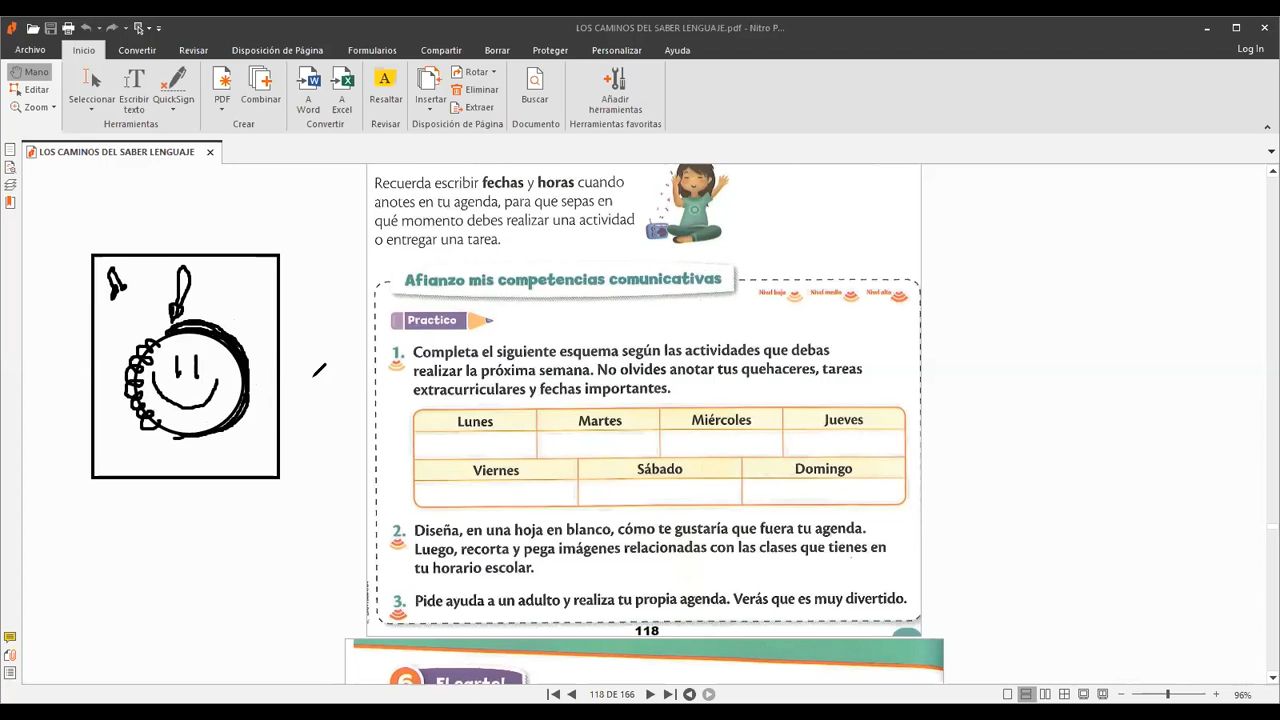 LOS CAMINOS DEL SABER LENGUAJE.pdf - Nitro P...
Log In
Archivo Inicio Convertir Revisar Disposición de Página Formularios Compartir Borrar Proteger Personalizar Ayuda
Mano
Editar
Zoom
Seleccionar
Escribir texto
QuickSign
Herramientas
PDF
Combinar
Crear
A Word
A Excel
Convertir
Resaltar
Revisar
Insertar
Rotar
Eliminar
Extraer
Disposición de Página
Buscar
Documento
Añadir herramientas
Herramientas favoritas
LOS CAMINOS DEL SABER LENGUAJE
Recuerda escribir fechas y horas cuando
anotes en tu agenda, para que sepas en
qué momento debes realizar una actividad
o entregar una tarea.
Afianzo mis competencias comunicativas
Nivel bajo Nivel medio Nivel alto
Practico
1. Completa el siguiente esquema según las actividades que debas
realizar la próxima semana. No olvides anotar tus quehaceres, tareas
extracurriculares y fechas importantes.
Lunes Martes Miércoles Jueves
Viernes Sábado Domingo
2. Diseña, en una hoja en blanco, cómo te gustaría que fuera tu agenda.
Luego, recorta y pega imágenes relacionadas con las clases que tienes en
tu horario escolar.
3. Pide ayuda a un adulto y realiza tu propia agenda. Verás que es muy divertido.
118
6
118 DE 166
96%